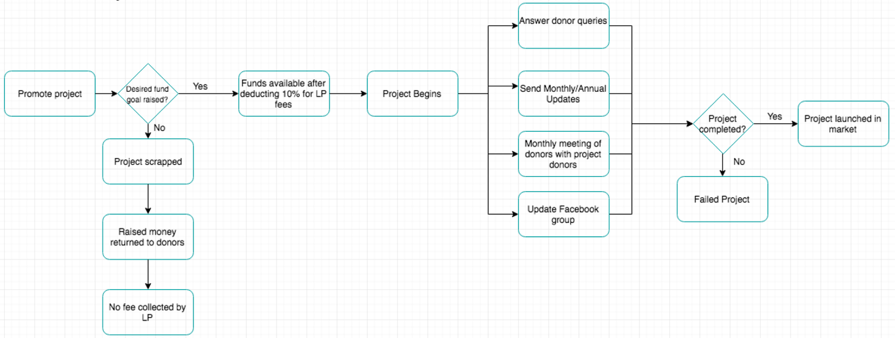 Promote project
Desired fund
goal raised?
Yes
Funds available after
deducting 10% for LP
fees
Project Begins
Answer donor queries
Send Monthly/Annual
Updates
Monthly meeting of
donors with project
donors
Update Facebook
group
Project
completed?
Yes
Project launched in
market
No
Failed Project
No
Project scrapped
Raised money
returned to donors
No fee collected by
LP